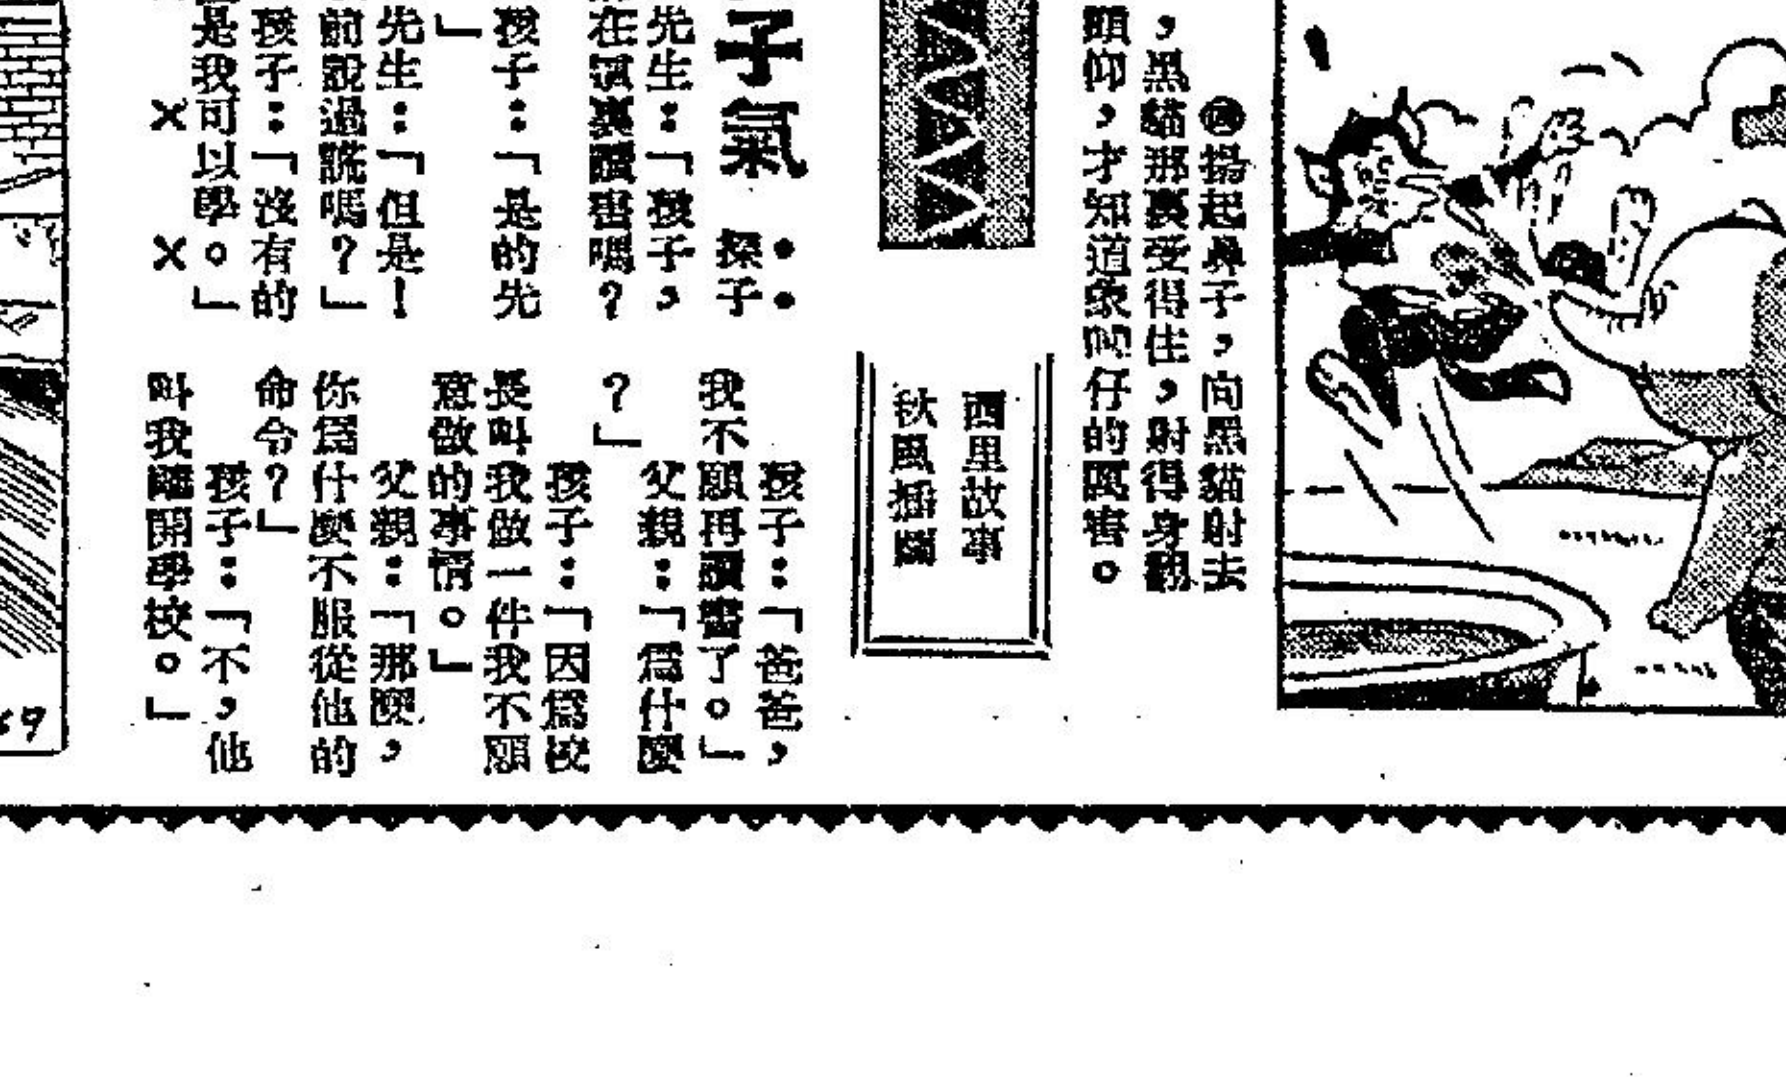 ㊃揚起鼻子,向黑貓射去
,黑貓那裏受得住,射得身翻
頭仰,才知道象阿仔的厲害。
西里故事
秋風插圖
子氣
探子
先生:「孩子,
在這裏讀書嗎?
孩子:「是的先
」
先生:「但是!
前說過謊嗎?」
孩子:「沒有的
是我可以學。」
× ×
孩子:「爸爸,
我不願再讀書了。」
父親:「爲什麼
?」
孩子:「因爲校
長叫我做一件我不願
意做的事情。」
父親:「那麼,
你爲什麼不服從他的
命令?」
孩子:「不,他
叫我離開學校。」
69